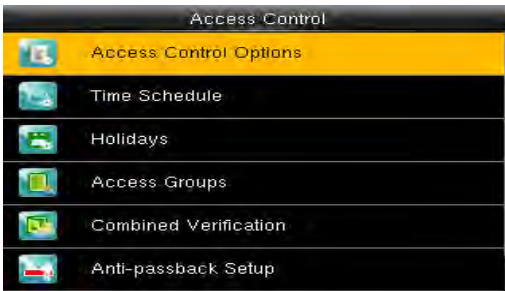 Access Control
Access Control Options
Time Schedule
Holidays
Access Groups
Combined Verification
Anti-passback Setup